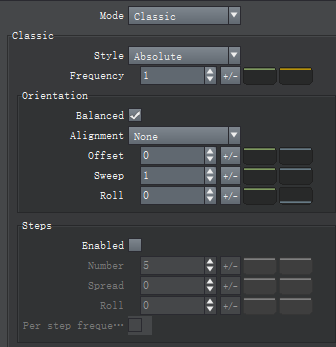 Mode Classic
Classic
Style Absolute
Frequency 1 +/-
Orientation
Balanced
Alignment None
Offset 0 +/-
Sweep 1 +/-
Roll 0 +/-
Steps
Enabled
Number 5 +/-
Spread 0 +/-
Roll 0 +/-
Per step freque…